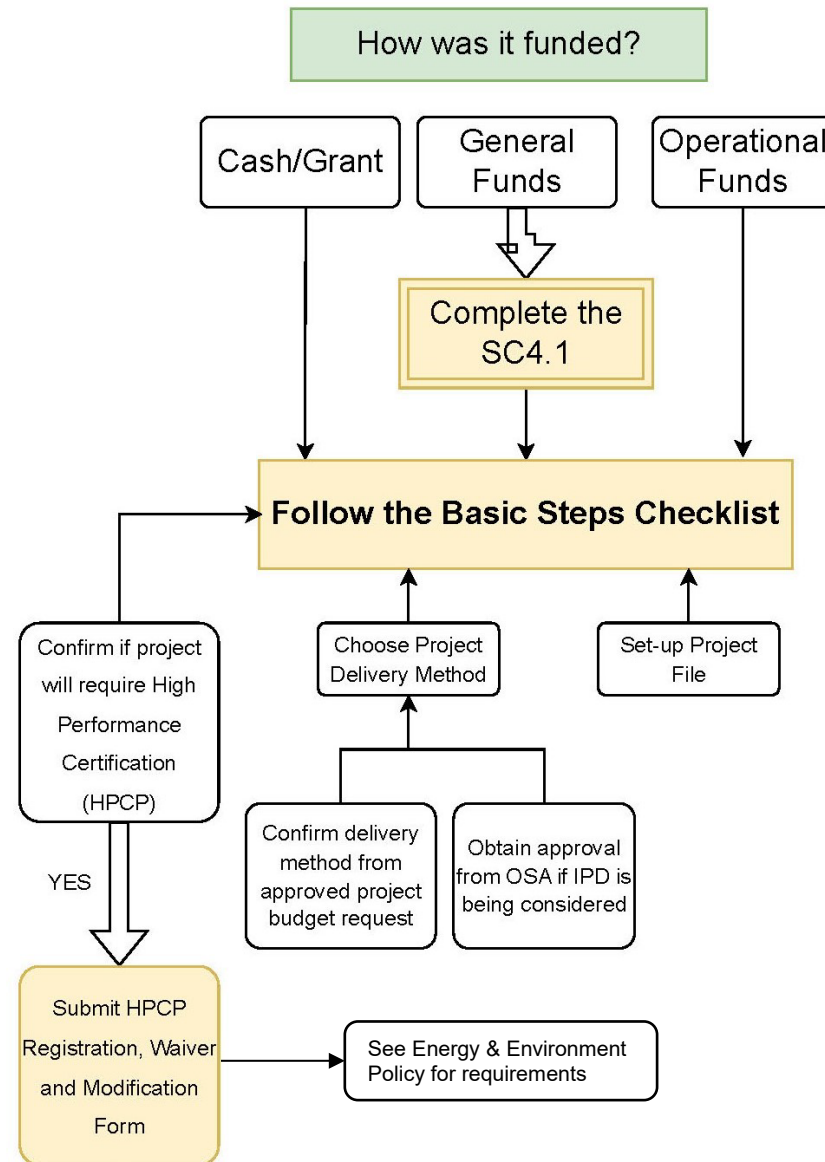 How was it funded?
Cash/Grant
General
Funds
Operational
Funds
Complete the
SC4.1
Follow the Basic Steps Checklist
Confirm if project
will require High
Performance
Certification
(HPCP)
Choose Project
Delivery Method
Set-up Project
File
Confirm delivery
method from
approved project
budget request
Obtain approval
from OSA if IPD is
being considered
YES
Submit HPCP
Registration, Waiver
and Modification
Form
See Energy & Environment
Policy for requirements